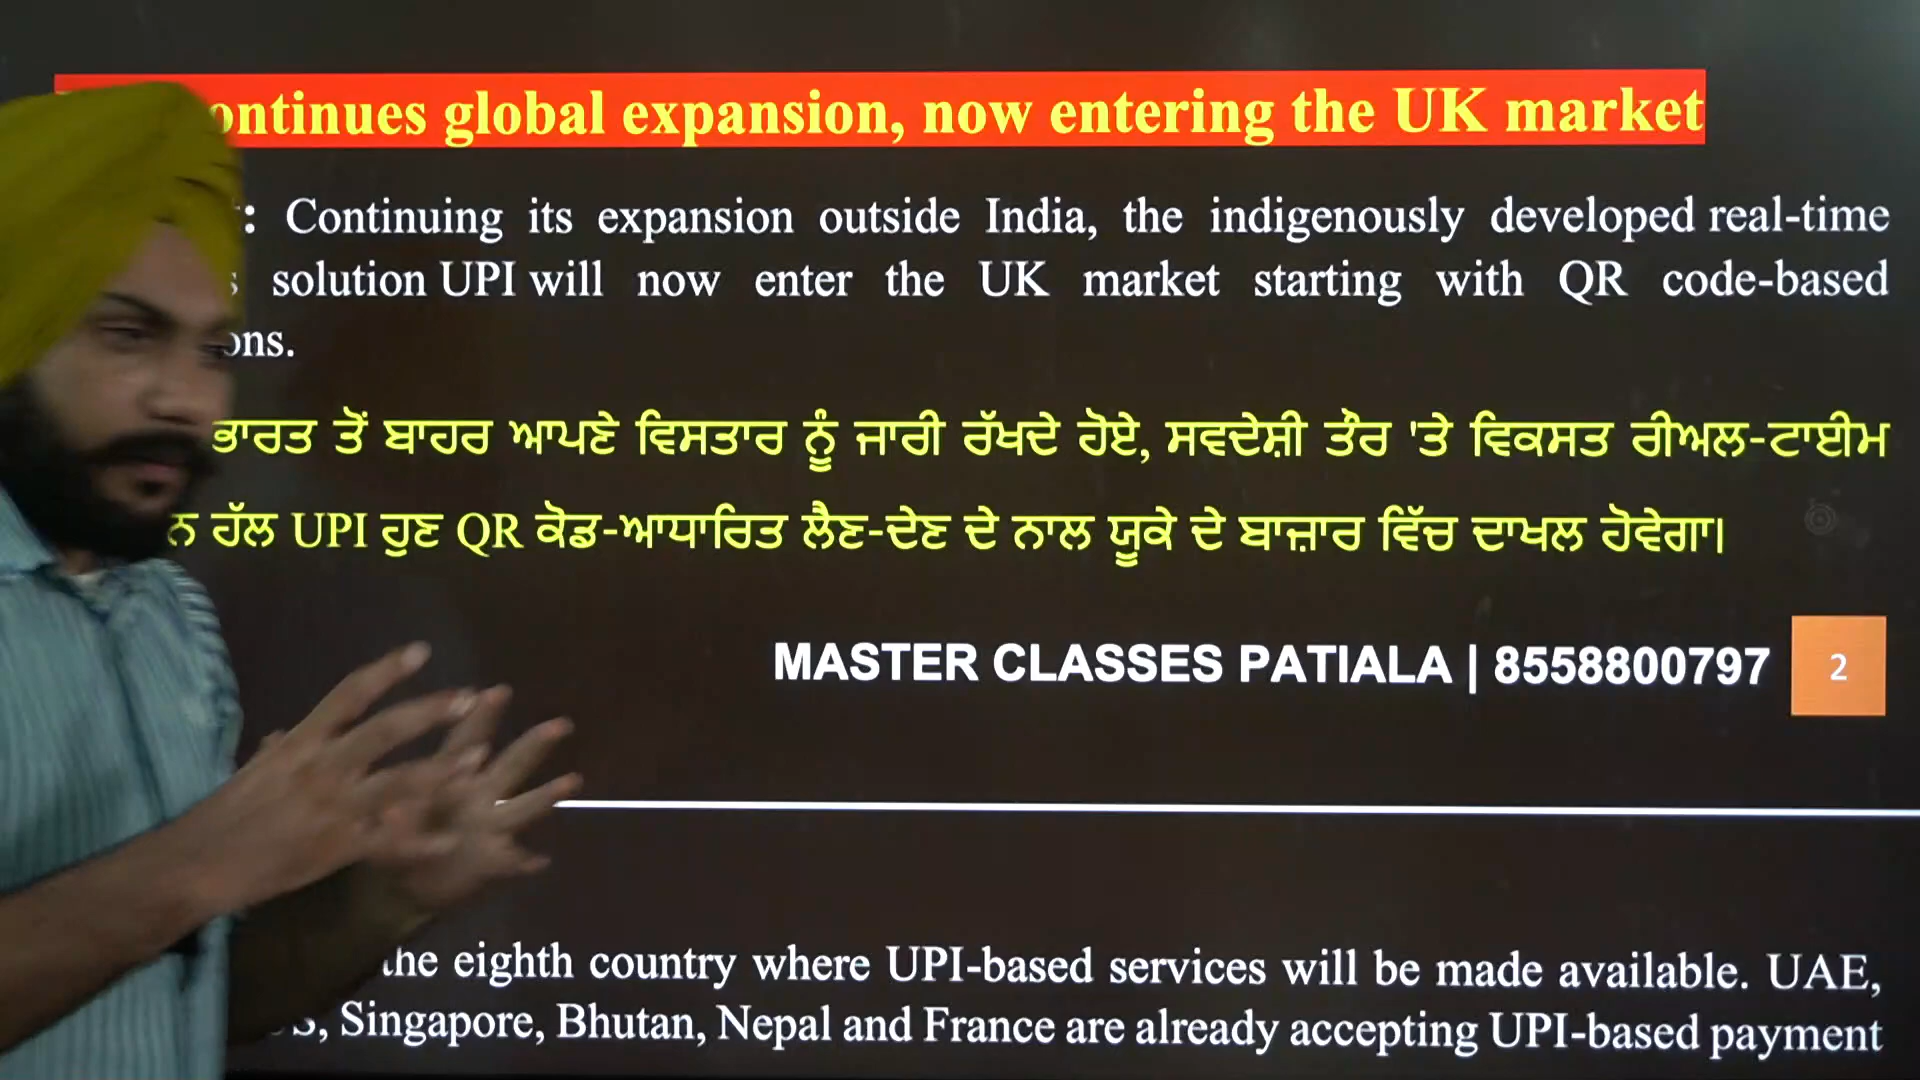 continues global expansion, now entering the UK market
: Continuing its expansion outside India, the indigenously developed real-time
solution UPI will now enter the UK market starting with QR code-based
ਭਾਰਤ ਤੋਂ ਬਾਹਰ ਆਪਣੇ ਵਿਸਤਾਰ ਨੂੰ ਜਾਰੀ ਰੱਖਦੇ ਹੋਏ, ਸਵਦੇਸ਼ੀ ਤੌਰ 'ਤੇ ਵਿਕਸਤ ਰੀਅਲ-ਟਾਈਮ
ਹੱਲ UPI ਹੁਣ QR ਕੋਡ-ਆਧਾਰਿਤ ਲੈਣ-ਦੇਣ ਦੇ ਨਾਲ ਯੂਕੇ ਦੇ ਬਾਜ਼ਾਰ ਵਿੱਚ ਦਾਖਲ ਹੋਵੇਗਾ।
MASTER CLASSES PATIALA | 8558800797 2
the eighth country where UPI-based services will be made available. UAE,
Singapore, Bhutan, Nepal and France are already accepting UPI-based payment